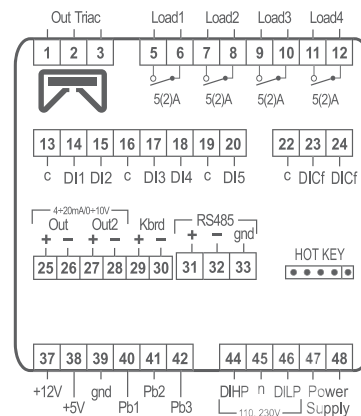 Out Triac Load1 Load2 Load3 Load4
1 2 3 5 6 7 8 9 10 11 12
5(2)A 5(2)A 5(2)A 5(2)A
13 14 15 16 17 18 19 20 22 23 24
c DI1 DI2 c DI3 DI4 c DI5 c DICf DICf
4÷20mA/0÷10V
Out Out2 Kbrd RS485
+ − + − + − + − gnd
25 26 27 28 29 30 31 32 33
HOT KEY
37 38 39 40 41 42 44 45 46 47 48
+12V gnd Pb2 DIHP n DILP Power
+5V Pb1 Pb3 110, 230V Supply